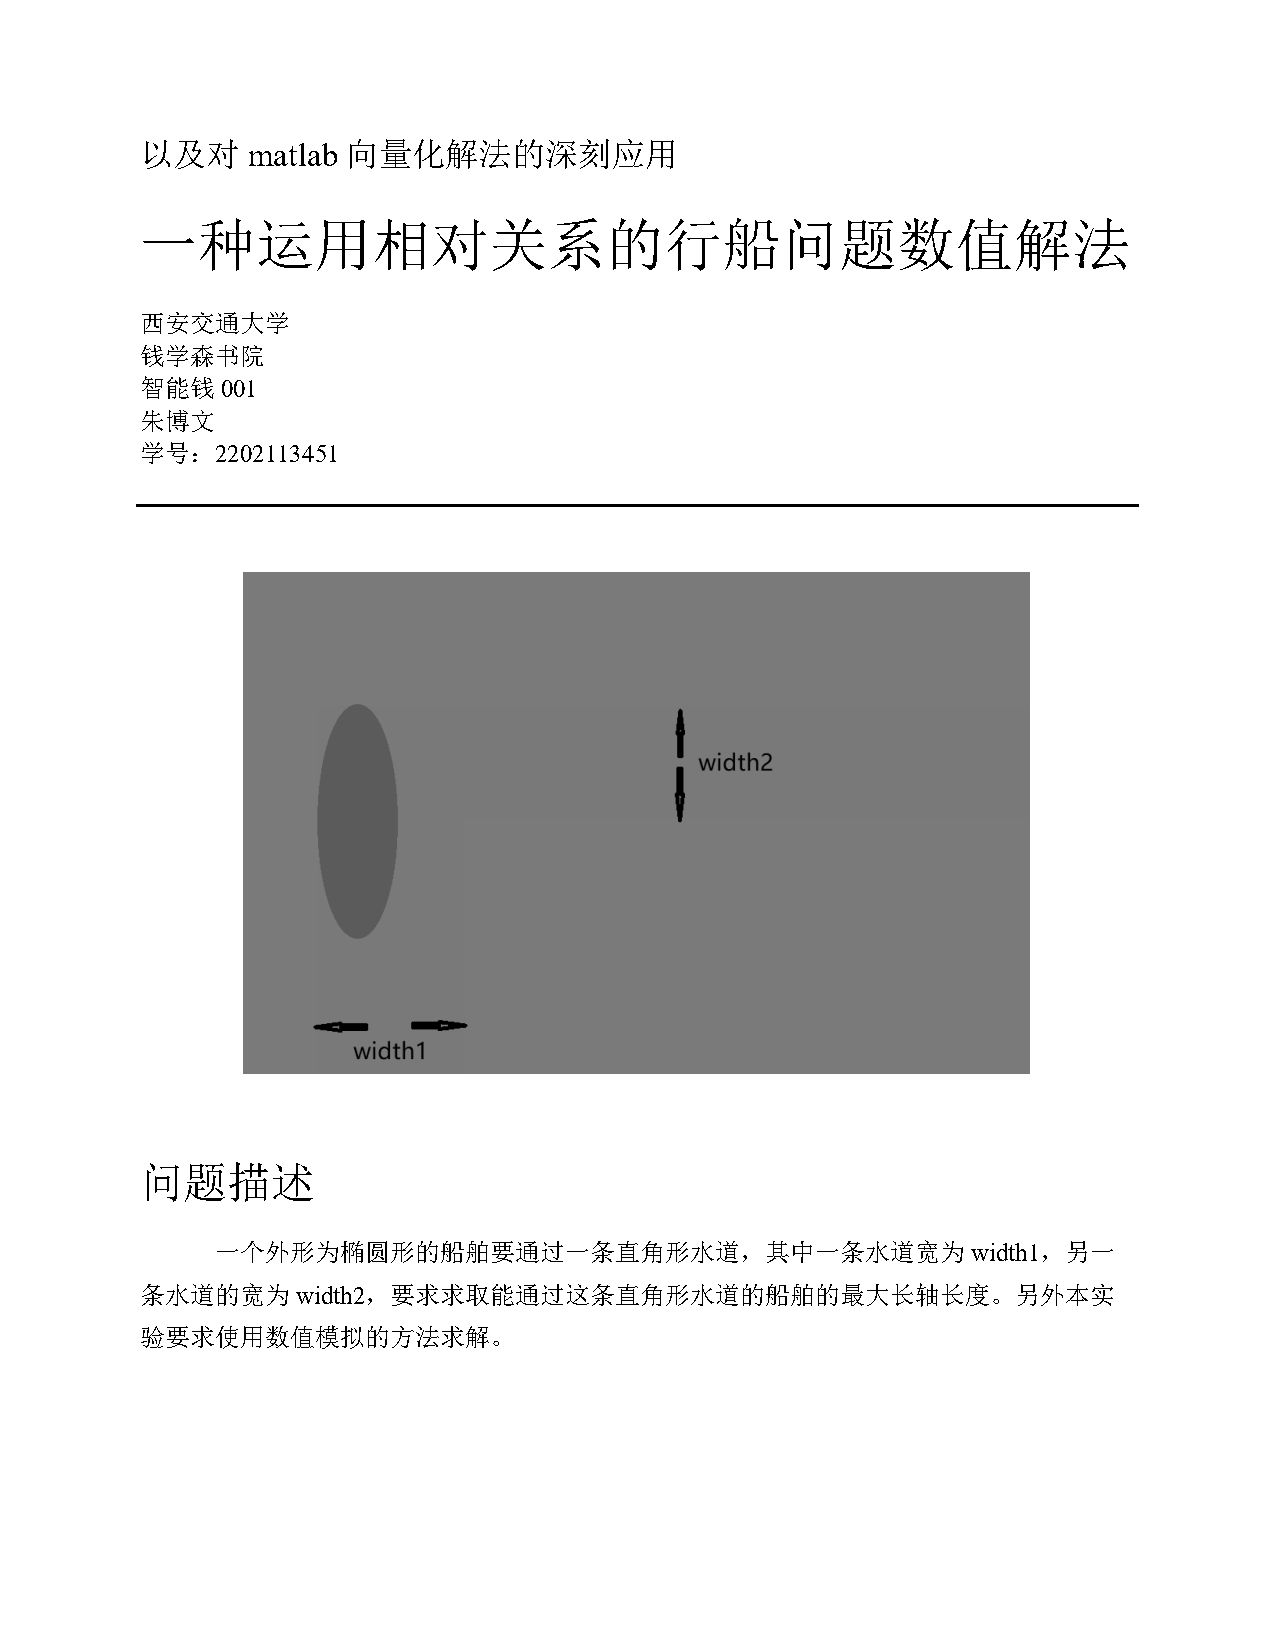 以及对 matlab 向量化解法的深刻应用
一种运用相对关系的行船问题数值解法
西安交通大学
钱学森书院
智能钱 001
朱博文
学号：2202113451
width2
width1
问题描述
一个外形为椭圆形的船舶要通过一条直角形水道，其中一条水道宽为 width1，另一
条水道的宽为 width2，要求求取能通过这条直角形水道的船舶的最大长轴长度。另外本实
验要求使用数值模拟的方法求解。